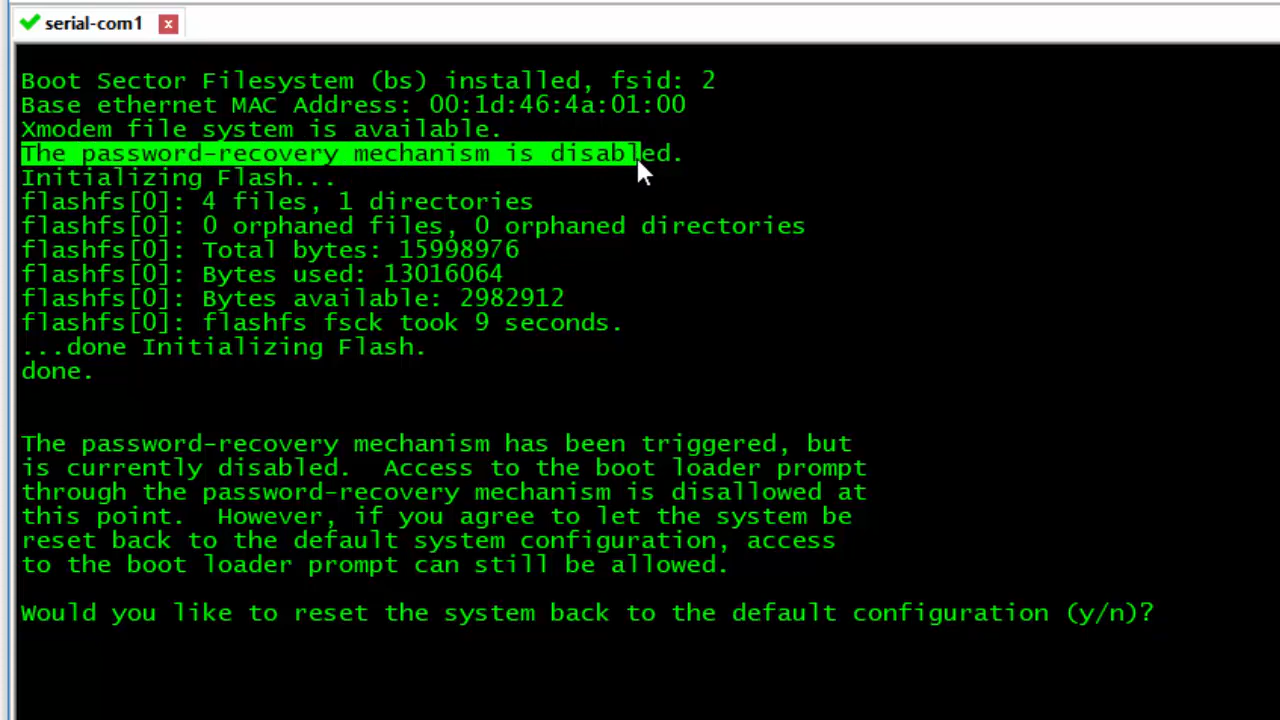 serial-com1 x
Boot Sector Filesystem (bs) installed, fsid: 2
Base ethernet MAC Address: 00:1d:46:4a:01:00
Xmodem file system is available.
The password-recovery mechanism is disabled.
Initializing Flash...
flashfs[0]: 4 files, 1 directories
flashfs[0]: 0 orphaned files, 0 orphaned directories
flashfs[0]: Total bytes: 15998976
flashfs[0]: Bytes used: 13016064
flashfs[0]: Bytes available: 2982912
flashfs[0]: flashfs fsck took 9 seconds.
...done Initializing Flash.
done.
The password-recovery mechanism has been triggered, but
is currently disabled.  Access to the boot loader prompt
through the password-recovery mechanism is disallowed at
this point.  However, if you agree to let the system be
reset back to the default system configuration, access
to the boot loader prompt can still be allowed.
Would you like to reset the system back to the default configuration (y/n)?